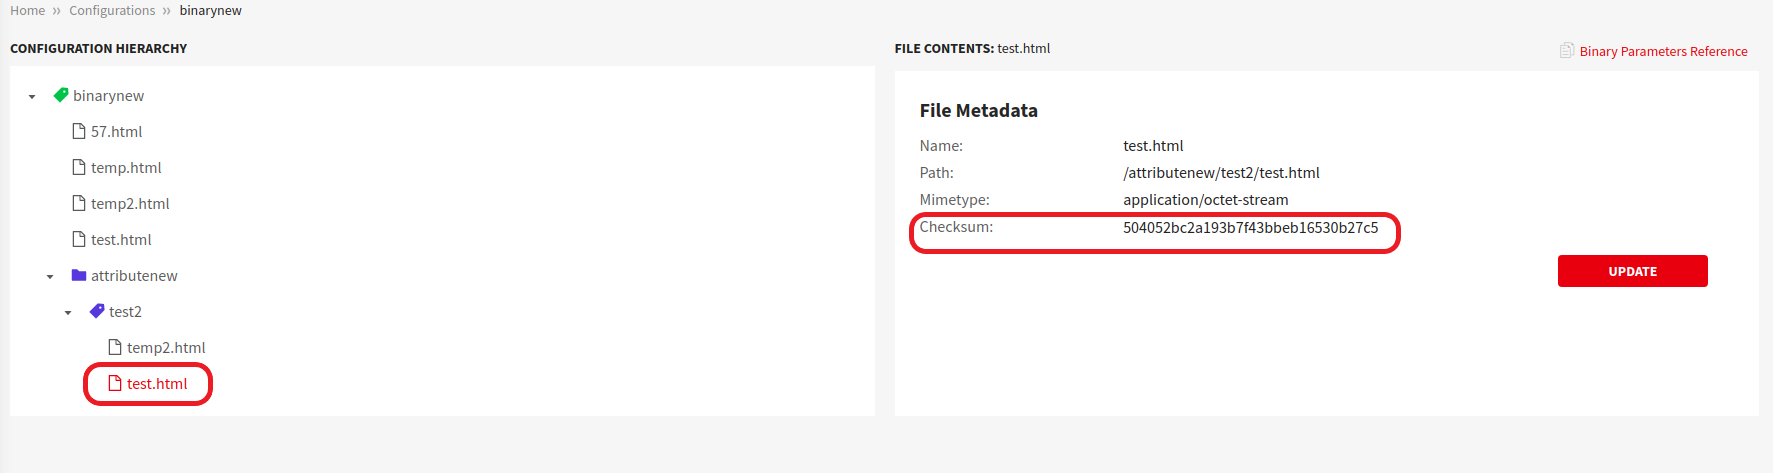 Home » Configurations » binarynew
CONFIGURATION HIERARCHY
binarynew
57.html
temp.html
temp2.html
test.html
attributenew
test2
temp2.html
test.html
FILE CONTENTS: test.html
Binary Parameters Reference
File Metadata
Name: test.html
Path: /attributenew/test2/test.html
Mimetype: application/octet-stream
Checksum: 504052bc2a193b7f43bbeb16530b27c5
UPDATE